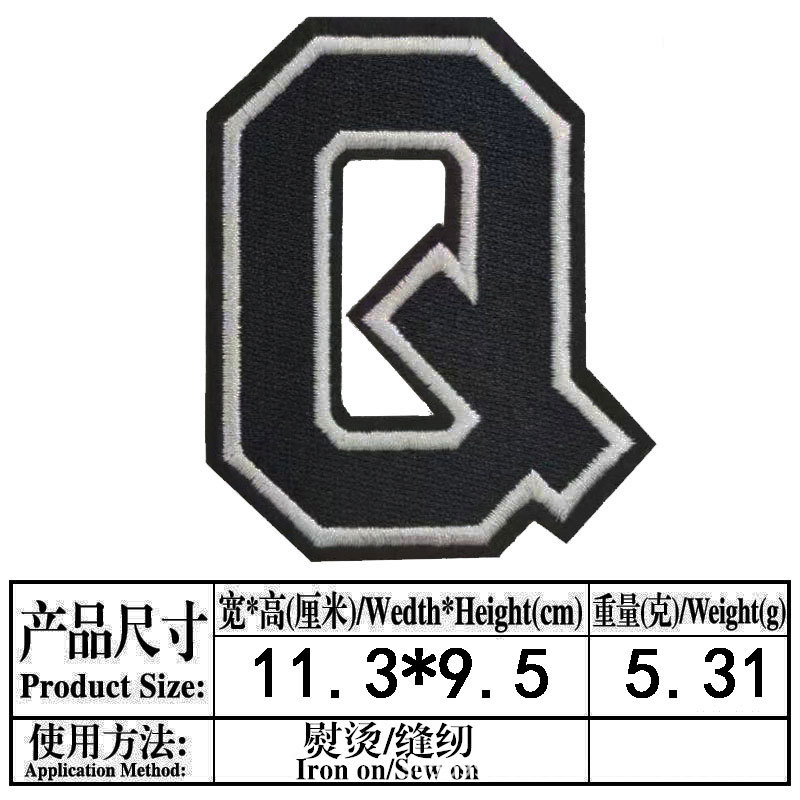 Q
宽*高(厘米)/Wedth*Height(cm) 重量(克)/Weight(g)
产品尺寸
Product Size:
11.3*9.5 5.31
使用方法:
Application Method:
熨烫/缝纫
Iron on/Sew on